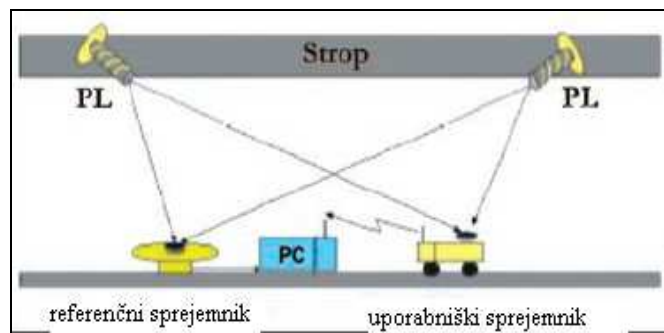 Strop
PL
PL
PC
referenčni sprejemnik
uporabniški sprejemnik